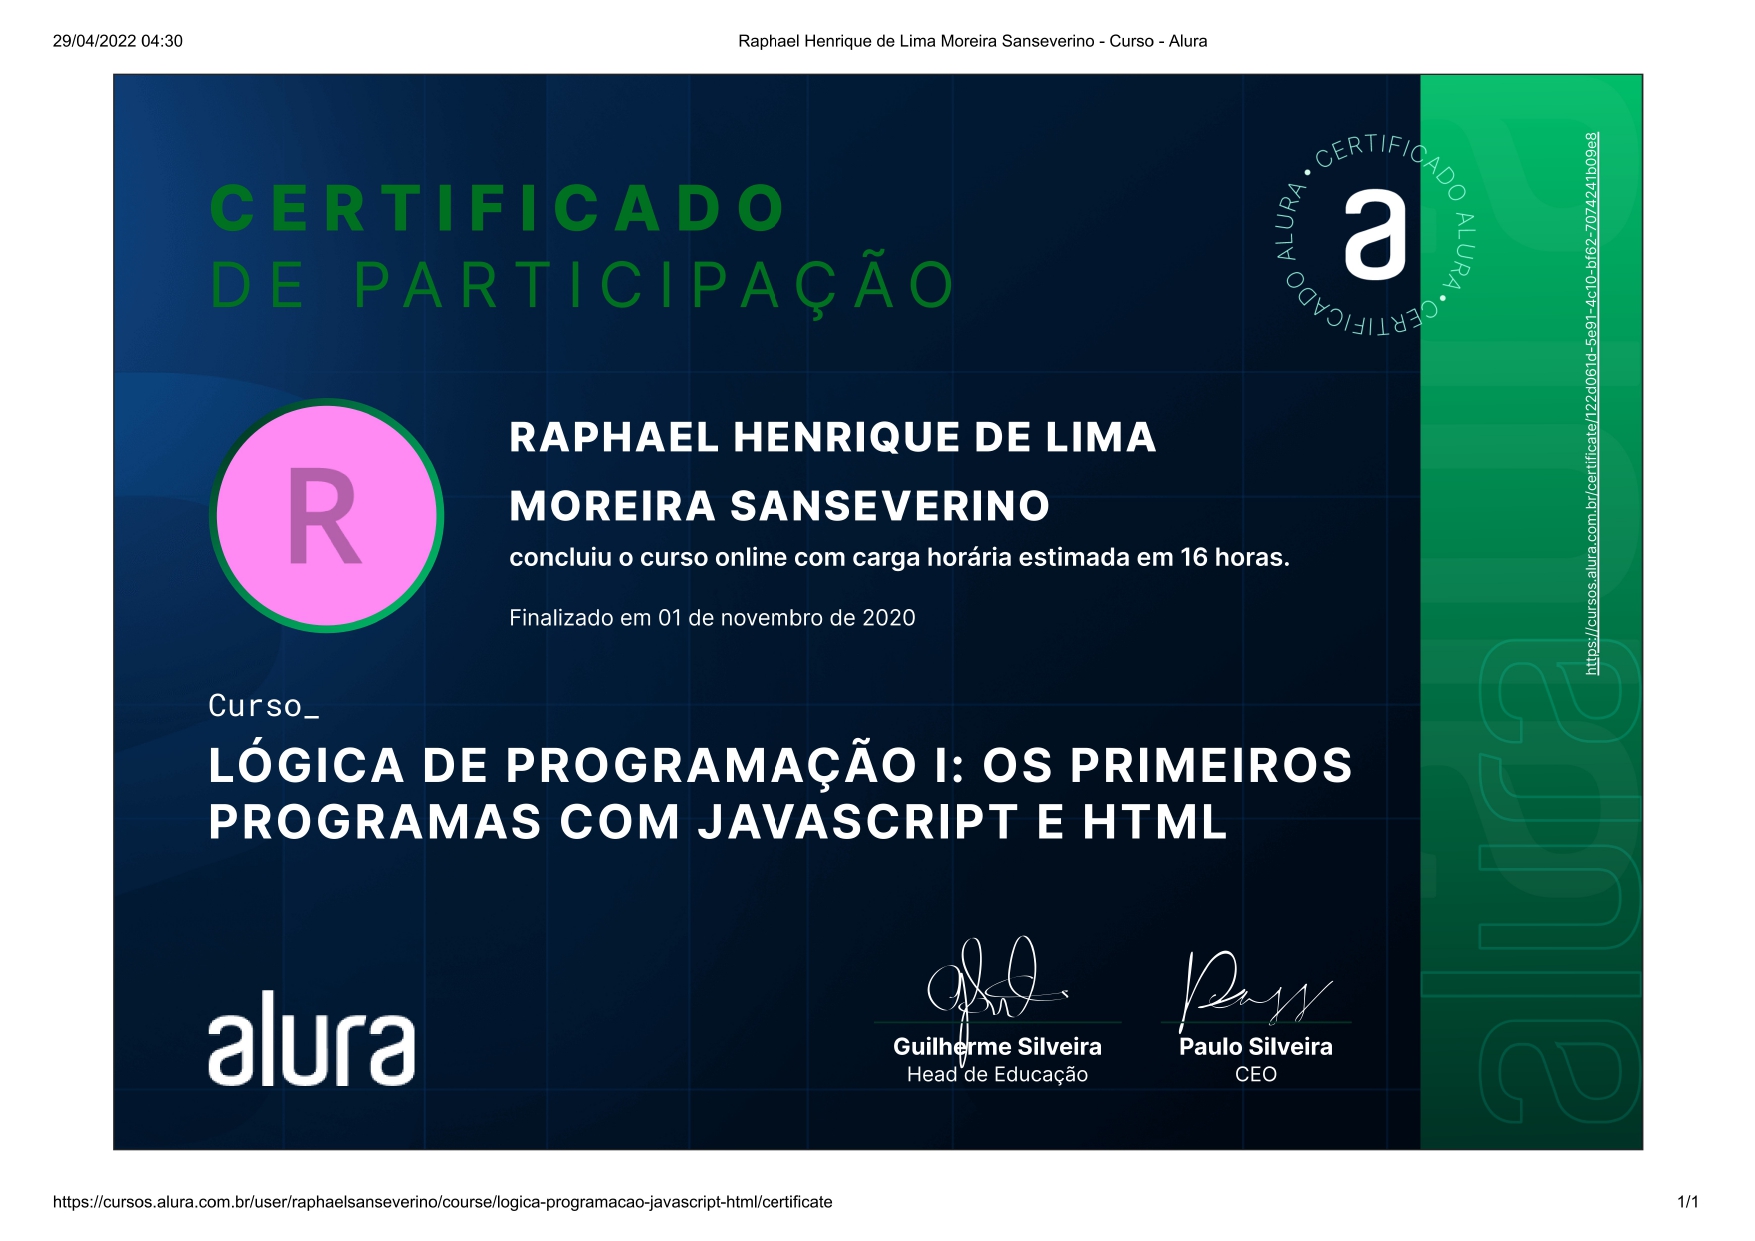 29/04/2022 04:30
Raphael Henrique de Lima Moreira Sanseverino - Curso - Alura
CERTIFICADO
DE PARTICIPAÇÃO
CERTIFICADO ALURA • CERTIFICADO ALURA •
a
https://cursos.alura.com.br/certificate/122d061d-5e91-4c10-bf62-7074241b09e8
R
RAPHAEL HENRIQUE DE LIMA
MOREIRA SANSEVERINO
concluiu o curso online com carga horária estimada em 16 horas.
Finalizado em 01 de novembro de 2020
Curso_
LÓGICA DE PROGRAMAÇÃO I: OS PRIMEIROS
PROGRAMAS COM JAVASCRIPT E HTML
alura
alura
Guilherme Silveira
Head de Educação
Paulo Silveira
CEO
https://cursos.alura.com.br/user/raphaelsanseverino/course/logica-programacao-javascript-html/certificate
1/1